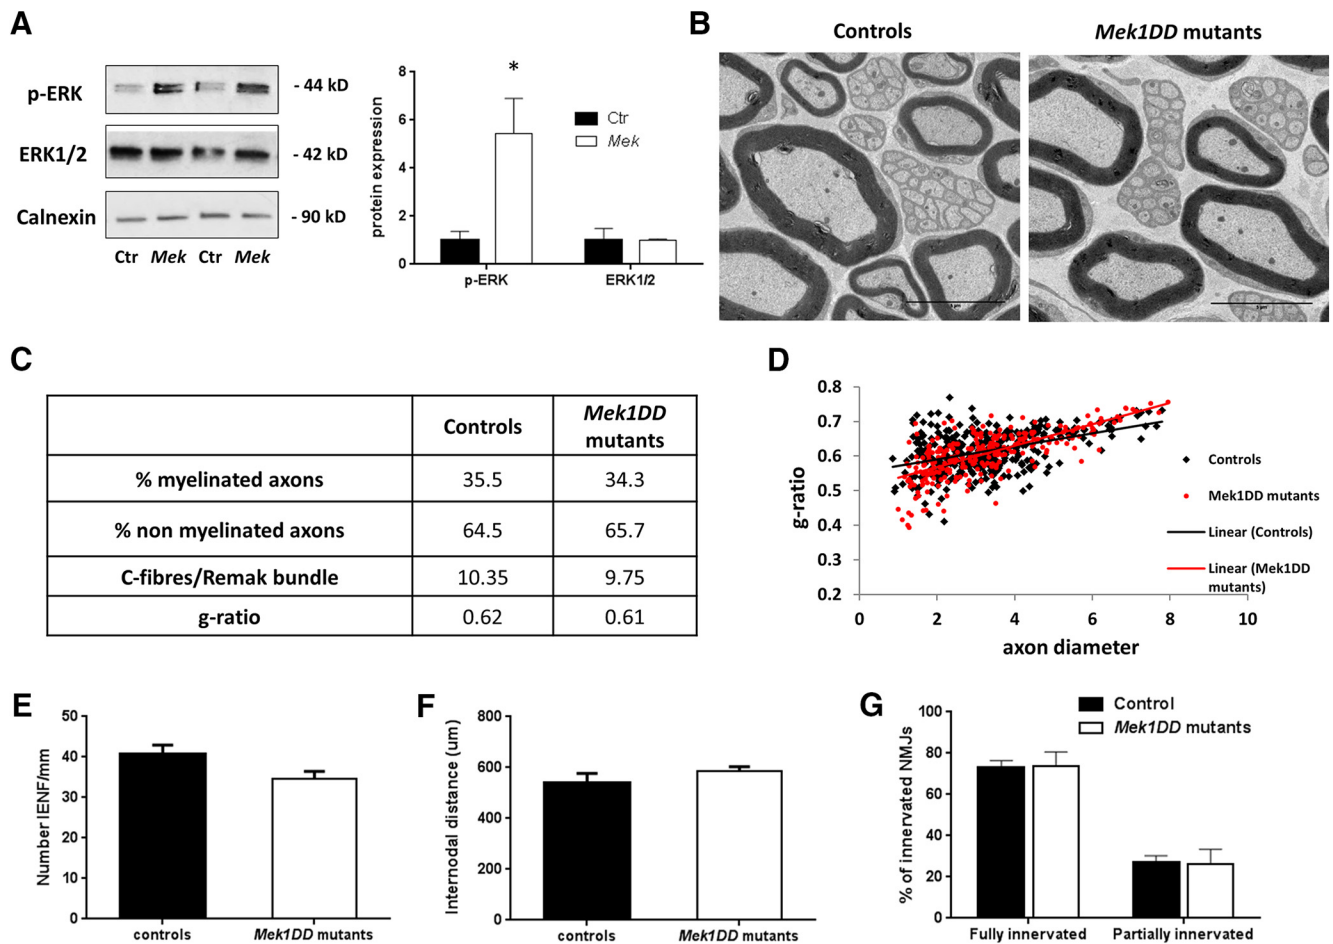 A
p-ERK
- 44 kD
ERK1/2
- 42 kD
Calnexin
- 90 kD
Ctr Mek Ctr Mek
protein expression
8
6
4
2
0
*
Ctr
Mek
p-ERK
ERK1/2
B
Controls
Mek1DD mutants
C
Controls
Mek1DD
mutants
% myelinated axons
35.5
34.3
% non myelinated axons
64.5
65.7
C-fibres/Remak bundle
10.35
9.75
g-ratio
0.62
0.61
D
g-ratio
0.8
0.7
0.6
0.5
0.4
0.3
0.2
0 2 4 6 8 10
axon diameter
Controls
Mek1DD mutants
Linear (Controls)
Linear (Mek1DD
mutants)
E
Number IENF/mm
50
40
30
20
10
0
controls
Mek1DD mutants
F
Internodal distance (um)
800
600
400
200
0
controls
Mek1DD mutants
G
Control
Mek1DD mutants
% of innervated NMJs
100
80
60
40
20
0
Fully innervated
Partially innervated